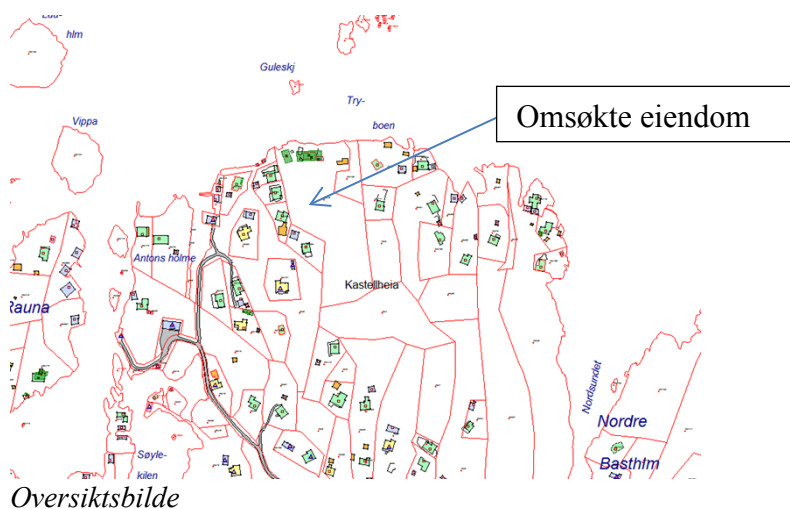 hlm
Guleskj
Try-
boen
Vippa
Omsøkte eiendom
Antons holme
Kastellheia
Rauna
Nordsundet
Nordre
Basthlm
Søyle-
kilen
Oversiktsbilde